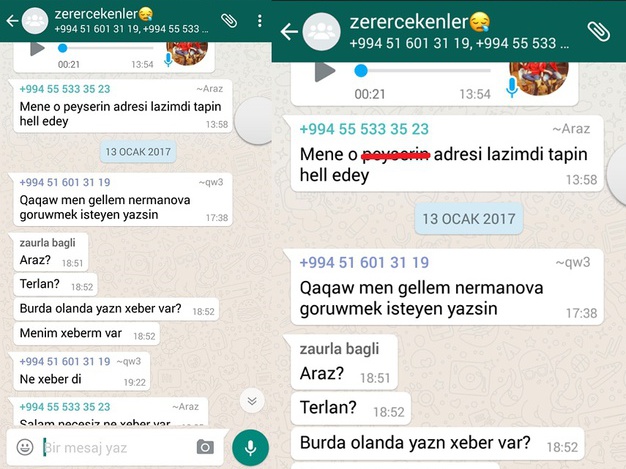 zerercekenler
+994 51 601 31 19, +994 55 533 ...
00:21
13:54
+994 55 533 35 23
~Araz
Mene o peyserin adresi lazimdi tapin
hell edey
13:58
13 OCAK 2017
+994 51 601 31 19
~qw3
Qaqaw men gellem nermanova
goruwmek isteyen yazsin
17:38
zaurla bagli
Araz?
18:51
Terlan?
18:52
Burda olanda yazn xeber var?
18:52
Menim xeberm var
18:52
+994 51 601 31 19
~qw3
Ne xeber di
19:22
+994 55 533 35 23
~Araz
Salam necesiz ne xeber var
Bir mesaj yaz
zerercekenler
+994 51 601 31 19, +994 55 533 ...
00:21
13:54
+994 55 533 35 23
~Araz
Mene o peyserin adresi lazimdi tapin
hell edey
13:58
13 OCAK 2017
+994 51 601 31 19
~qw3
Qaqaw men gellem nermanova
goruwmek isteyen yazsin
17:38
zaurla bagli
Araz?
18:51
Terlan?
18:52
Burda olanda yazn xeber var?
18:52